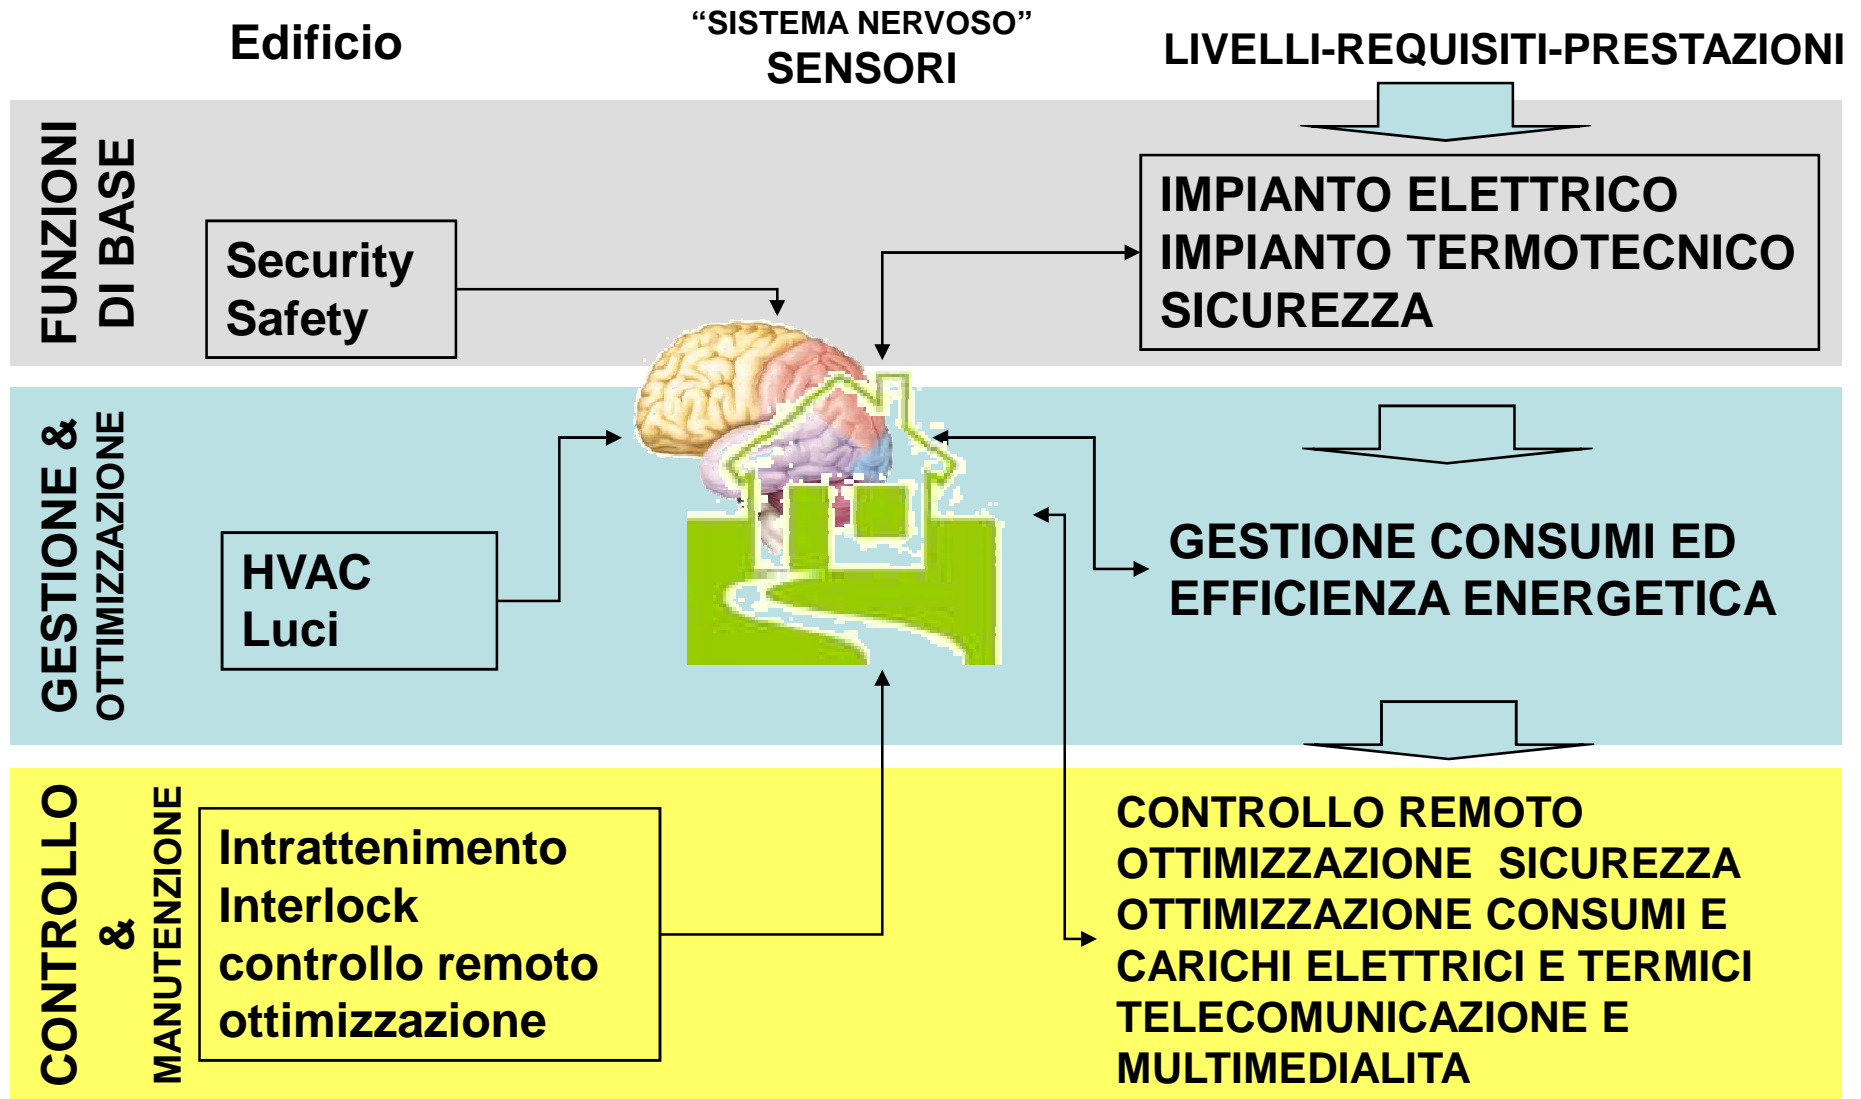 Edificio
“SISTEMA NERVOSO”
SENSORI
LIVELLI-REQUISITI-PRESTAZIONI
FUNZIONI
DI BASE
Security
Safety
IMPIANTO ELETTRICO
IMPIANTO TERMOTECNICO
SICUREZZA
GESTIONE &
OTTIMIZZAZIONE
HVAC
Luci
GESTIONE CONSUMI ED
EFFICIENZA ENERGETICA
CONTROLLO
&
MANUTENZIONE
Intrattenimento
Interlock
controllo remoto
ottimizzazione
CONTROLLO REMOTO
OTTIMIZZAZIONE SICUREZZA
OTTIMIZZAZIONE CONSUMI E
CARICHI ELETTRICI E TERMICI
TELECOMUNICAZIONE E
MULTIMEDIALITA